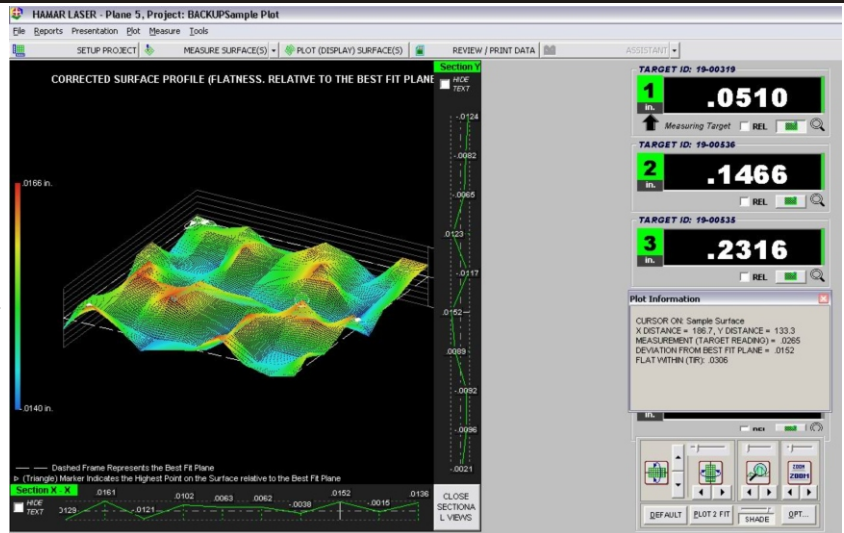 HAMAR LASER - Plane 5, Project: BACKUPSample Plot
File Reports Presentation Plot Measure Tools
SETUP PROJECT MEASURE SURFACE(S) PLOT (DISPLAY) SURFACE(S) REVIEW / PRINT DATA ASSISTANT
CORRECTED SURFACE PROFILE (FLATNESS. RELATIVE TO THE BEST FIT PLANE
Section Y
HIDE
TEXT
-.0124
.0082
.0065
.0123
-.0117
.0152
.0089
-.0092
.0096
-.0021
.0166 in.
-.0140 in.
Dashed Frame Represents the Best Fit Plane
(Triangle) Marker Indicates the Highest Point on the Surface relative to the Best Fit Plane
Section X - X
HIDE
TEXT
.0129
.0161
-.0121
.0102
.0063
.0062
-.0038
.0152
-.0015
.0136
CLOSE
SECTIONA
L VIEWS
TARGET ID: 19-00319
1
in.
.0510
Measuring Target REL
TARGET ID: 19-00536
2
in.
.1466
REL
TARGET ID: 19-00535
3
in.
.2316
REL
Plot Information
CURSOR ON: Sample Surface
X DISTANCE = 186.7, Y DISTANCE = 133.3
MEASUREMENT (TARGET READING) = .0265
DEVIATION FROM BEST FIT PLANE = .0152
FLAT WITHIN (TIR): .0306
in.
ZOOM
ZOOM
DEFAULT PLOT 2 FIT SHADE OPT...